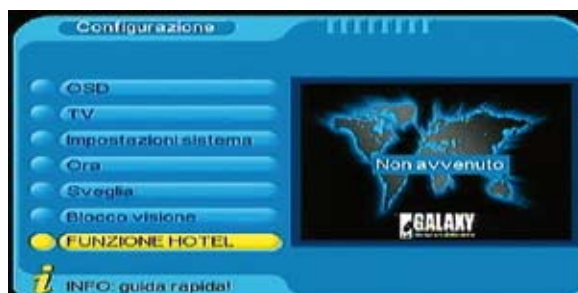 Configurazione
OSD
TV
Impostazioni sistema
Ora
Sveglia
Blocco visione
FUNZIONE HOTEL
Non avvenuto
GALAXY
INFO: guida rapida!